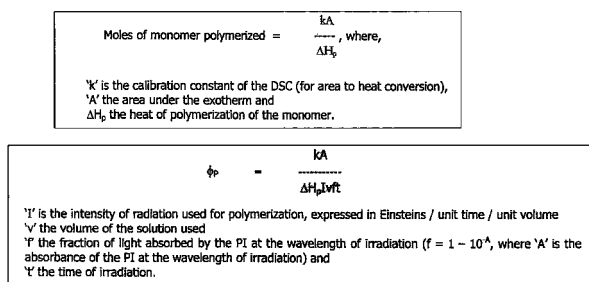 kA
Moles of monomer polymerized = ------, where,
ΔHₚ
'k' is the calibration constant of the DSC (for area to heat conversion),
'A' the area under the exotherm and
ΔHₚ the heat of polymerization of the monomer.
kA
ϕₚ = -----------
ΔHₚIvft
'I' is the intensity of radiation used for polymerization, expressed in Einsteins / unit time / unit volume
'v' the volume of the solution used
'f' the fraction of light absorbed by the PI at the wavelength of irradiation (f = 1 – 10⁻ᴬ, where 'A' is the
absorbance of the PI at the wavelength of irradiation) and
't' the time of irradiation.